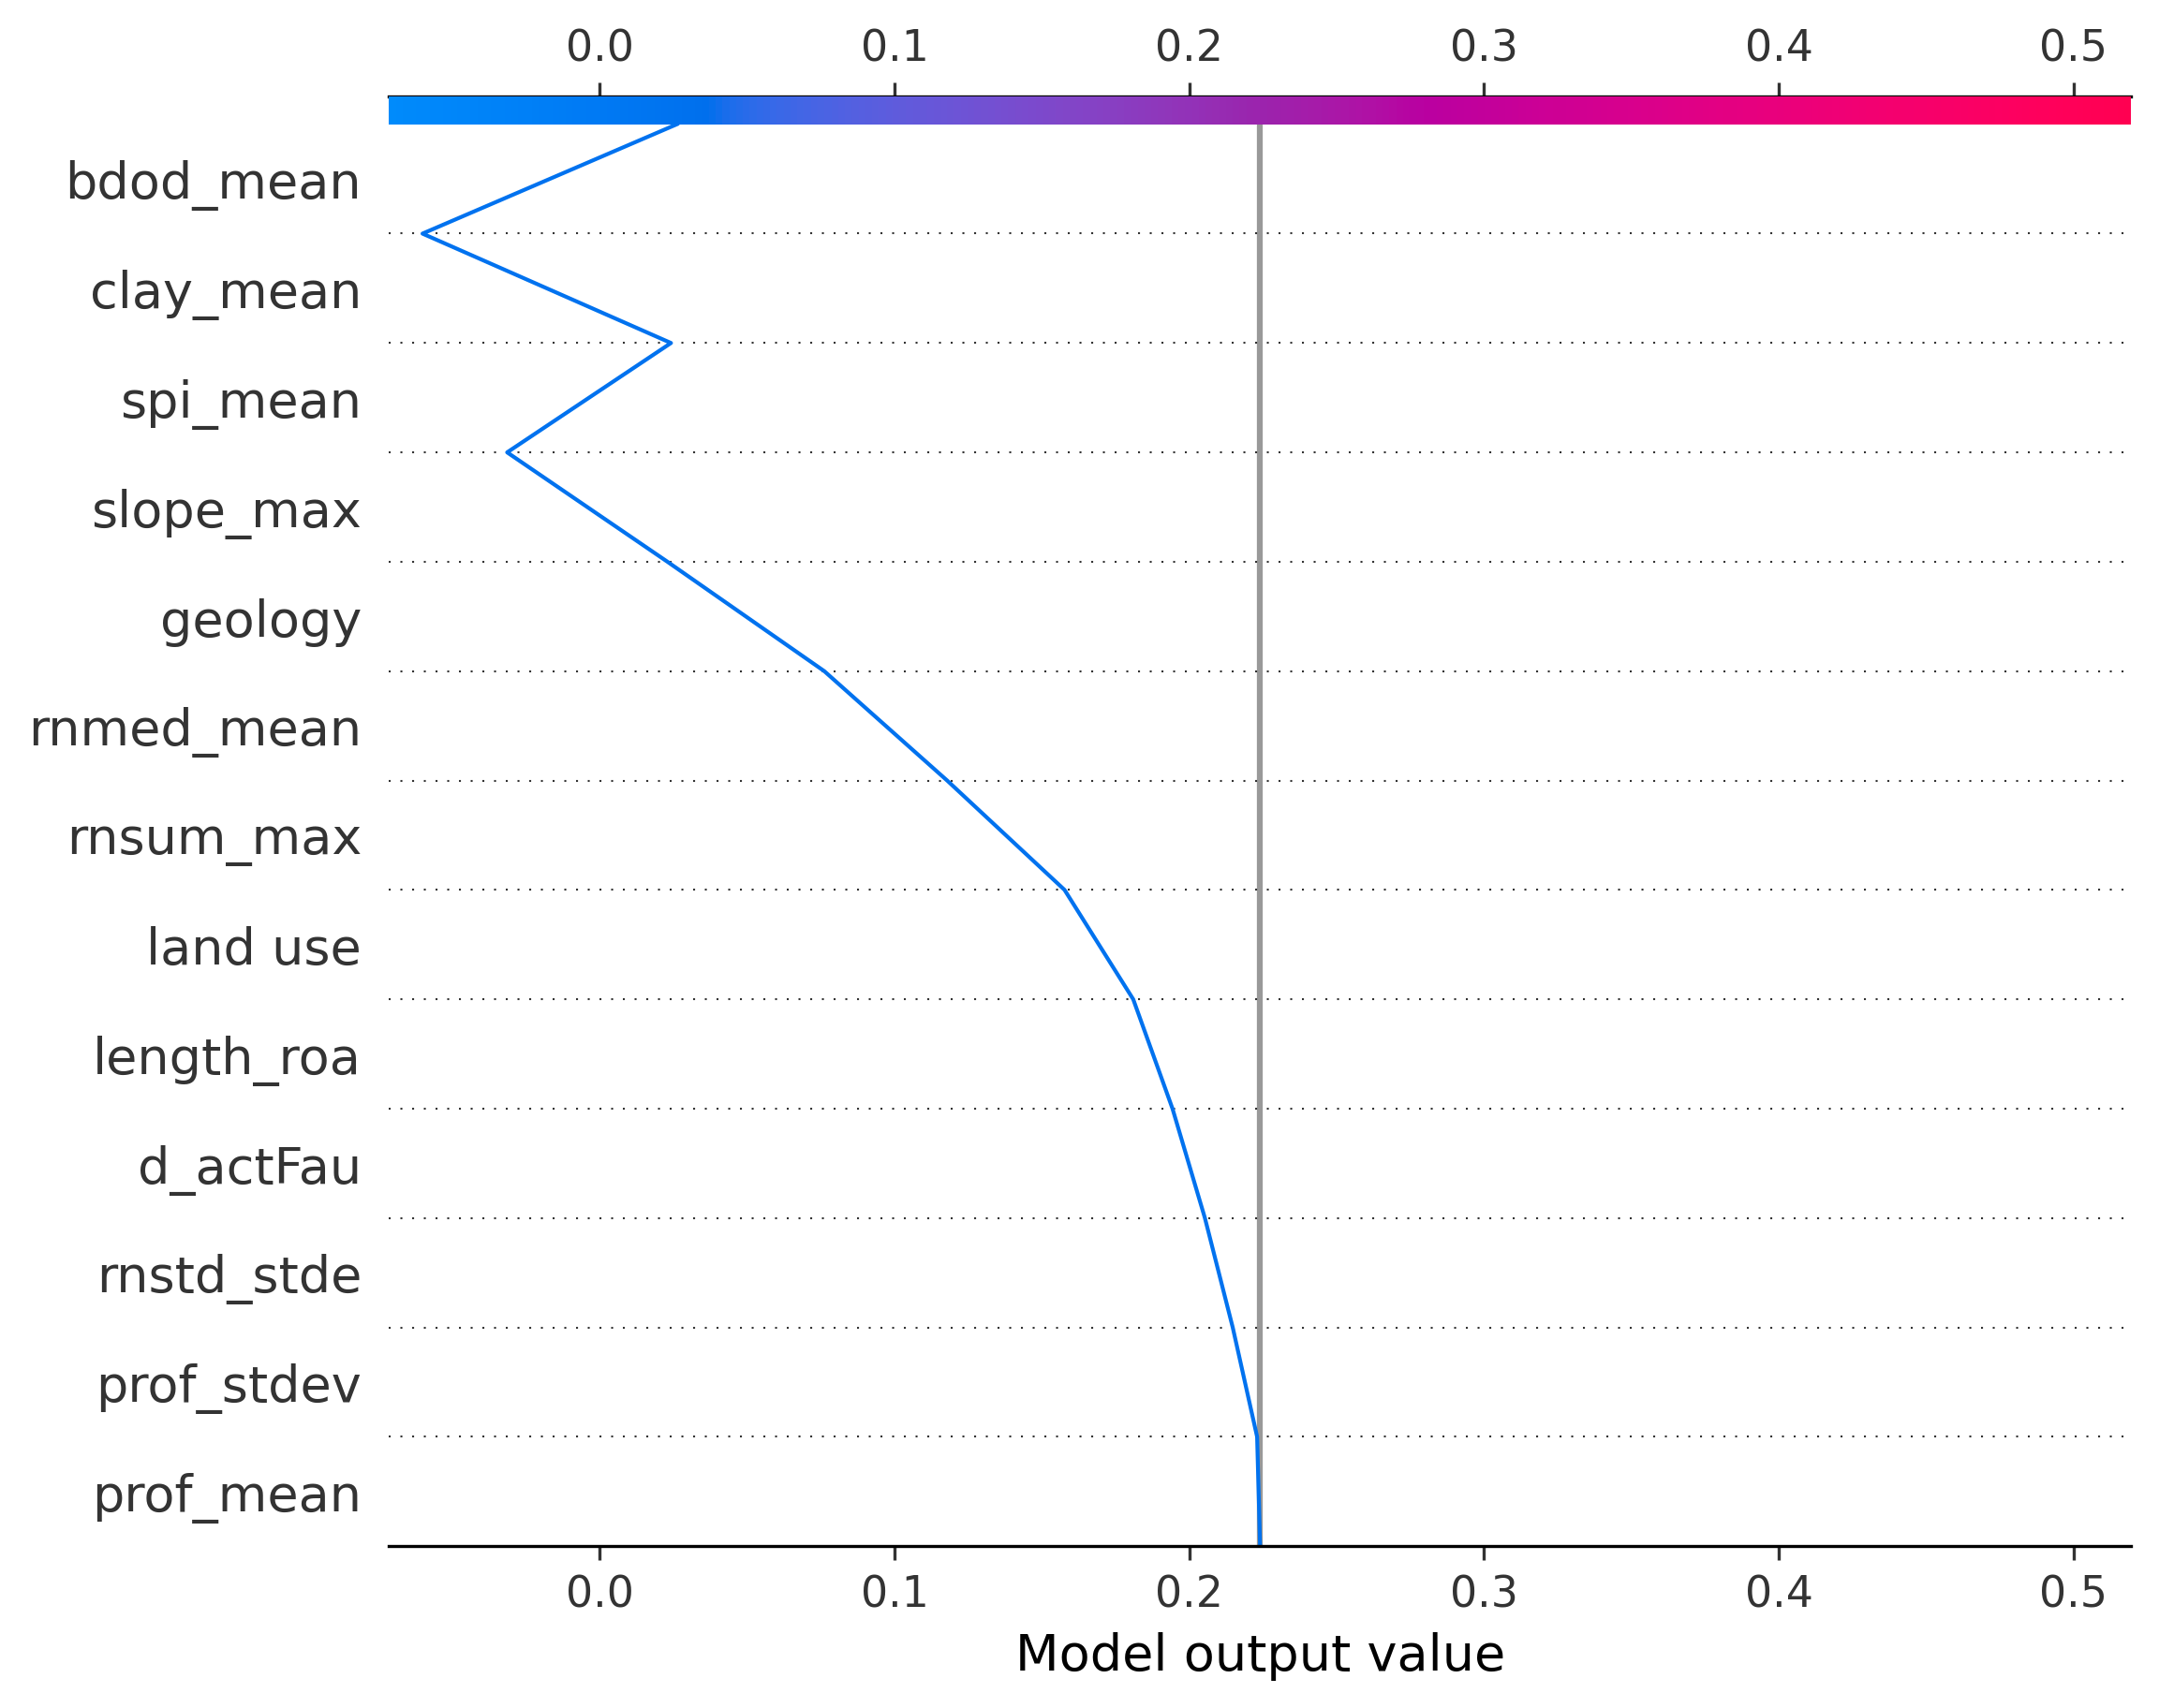 0.0 0.1 0.2 0.3 0.4 0.5
bdod_mean
clay_mean
spi_mean
slope_max
geology
rnmed_mean
rnsum_max
land use
length_roa
d_actFau
rnstd_stde
prof_stdev
prof_mean
0.0 0.1 0.2 0.3 0.4 0.5
Model output value